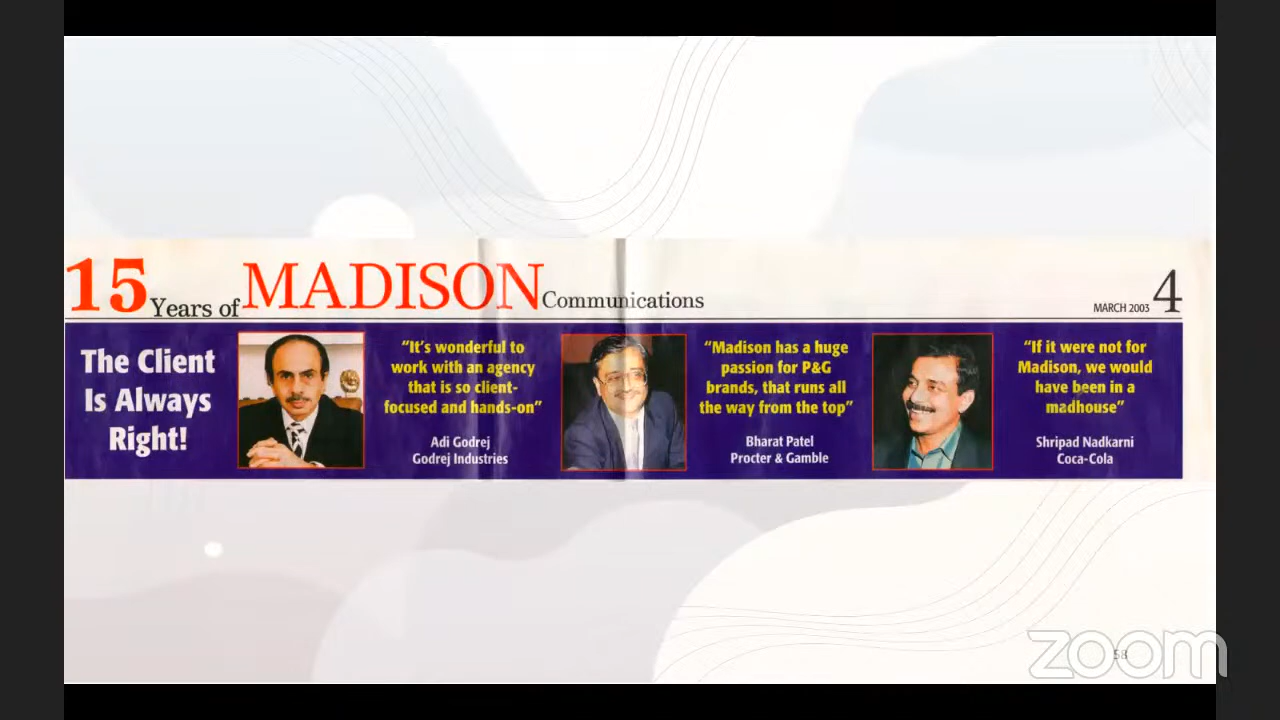 15 Years of MADISON Communications
MARCH 2003 4
The Client
Is Always
Right!
“It’s wonderful to
work with an agency
that is so client-
focused and hands-on”
Adi Godrej
Godrej Industries
“Madison has a huge
passion for P&G
brands, that runs all
the way from the top”
Bharat Patel
Procter & Gamble
“If it were not for
Madison, we would
have been in a
madhouse”
Shripad Nadkarni
Coca-Cola
58
zoom